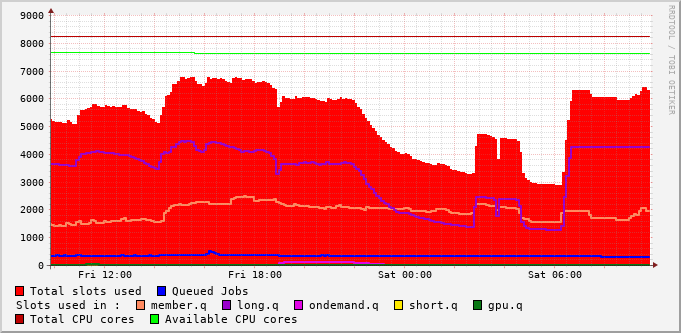 9000
8000
7000
6000
5000
4000
3000
2000
1000
0
Fri 12:00 Fri 18:00 Sat 00:00 Sat 06:00
RRDTOOL / TOBI OETIKER
Total slots used Queued Jobs
Slots used in : member.q long.q ondemand.q short.q gpu.q
Total CPU cores Available CPU cores